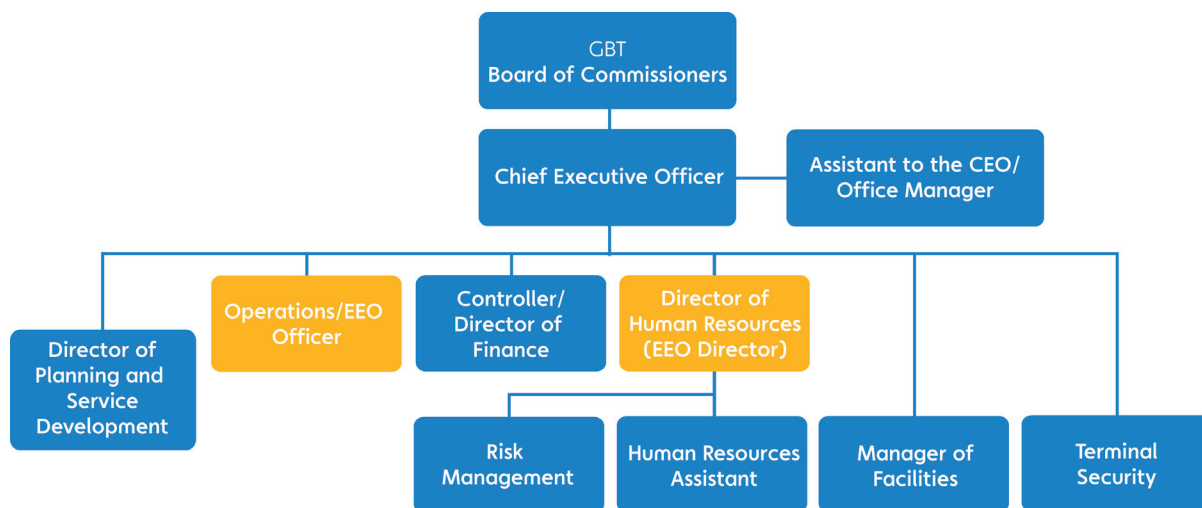 GBT
Board of Commissioners
Chief Executive Officer
Assistant to the CEO/
Office Manager
Director of
Planning and
Service
Development
Operations/EEO
Officer
Controller/
Director of
Finance
Director of
Human Resources
(EEO Director)
Risk
Management
Human Resources
Assistant
Manager of
Facilities
Terminal
Security